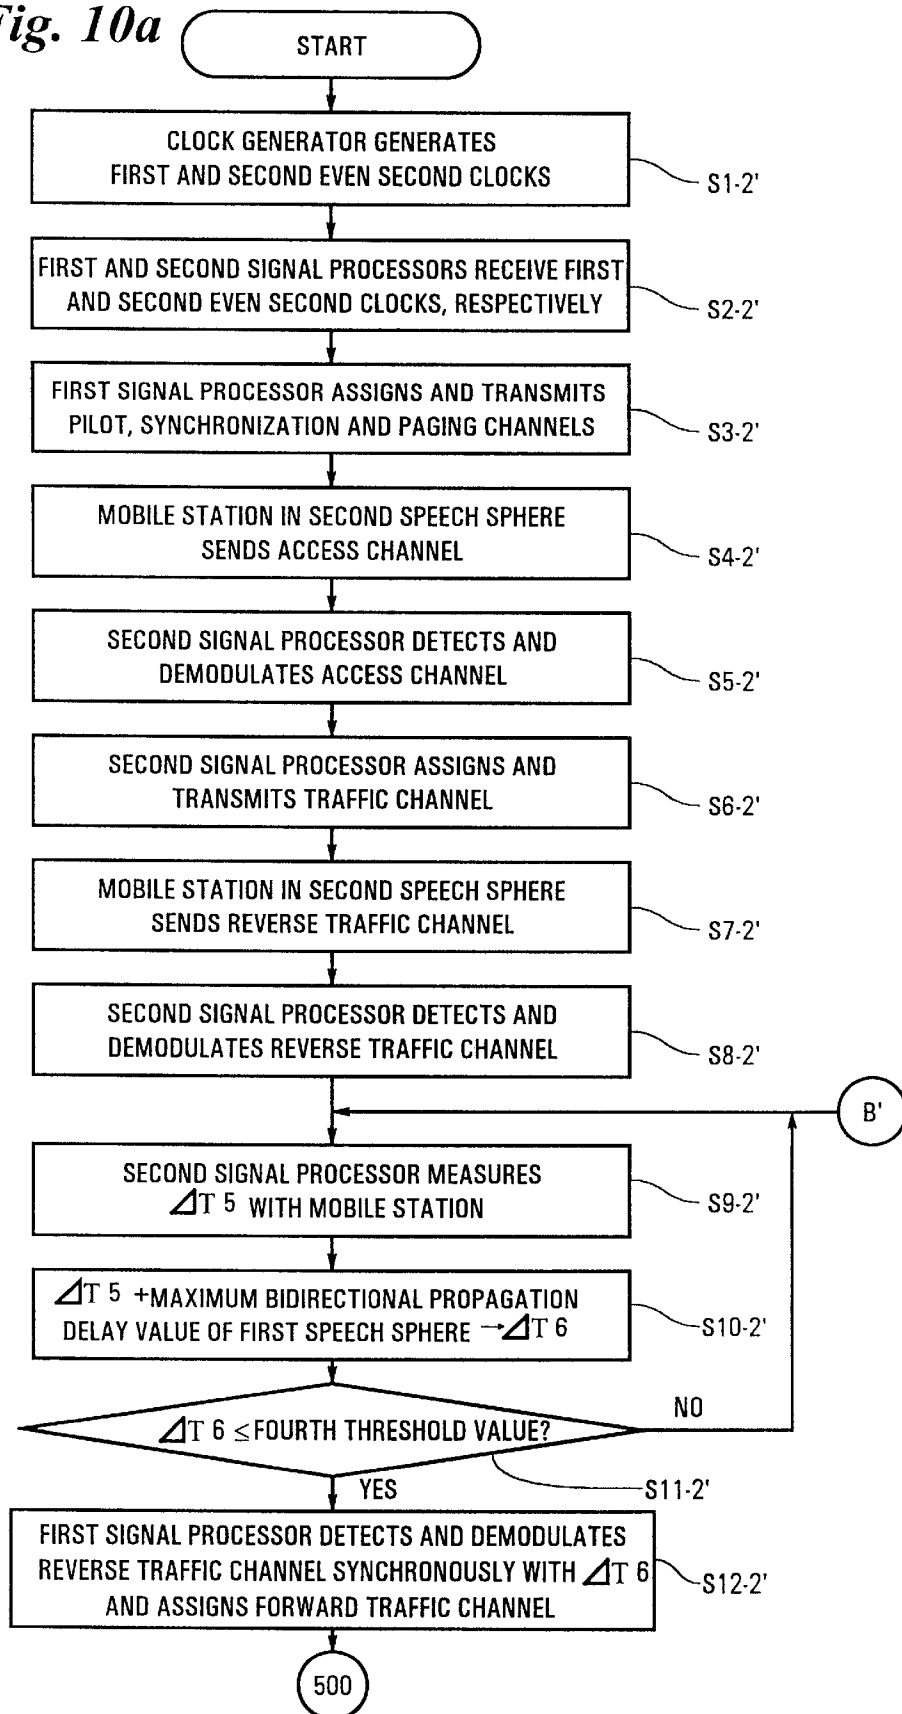 Fig. 10a
START
CLOCK GENERATOR GENERATES
FIRST AND SECOND EVEN SECOND CLOCKS
S1-2'
FIRST AND SECOND SIGNAL PROCESSORS RECEIVE FIRST
AND SECOND EVEN SECOND CLOCKS, RESPECTIVELY
S2-2'
FIRST SIGNAL PROCESSOR ASSIGNS AND TRANSMITS
PILOT, SYNCHRONIZATION AND PAGING CHANNELS
S3-2'
MOBILE STATION IN SECOND SPEECH SPHERE
SENDS ACCESS CHANNEL
S4-2'
SECOND SIGNAL PROCESSOR DETECTS AND
DEMODULATES ACCESS CHANNEL
S5-2'
SECOND SIGNAL PROCESSOR ASSIGNS AND
TRANSMITS TRAFFIC CHANNEL
S6-2'
MOBILE STATION IN SECOND SPEECH SPHERE
SENDS REVERSE TRAFFIC CHANNEL
S7-2'
SECOND SIGNAL PROCESSOR DETECTS AND
DEMODULATES REVERSE TRAFFIC CHANNEL
S8-2'
B'
SECOND SIGNAL PROCESSOR MEASURES
⊿T 5 WITH MOBILE STATION
S9-2'
⊿T 5 +MAXIMUM BIDIRECTIONAL PROPAGATION
DELAY VALUE OF FIRST SPEECH SPHERE →⊿T 6
S10-2'
⊿T 6 ≤FOURTH THRESHOLD VALUE?
NO
S11-2'
YES
FIRST SIGNAL PROCESSOR DETECTS AND DEMODULATES
REVERSE TRAFFIC CHANNEL SYNCHRONOUSLY WITH ⊿T 6
AND ASSIGNS FORWARD TRAFFIC CHANNEL
S12-2'
500